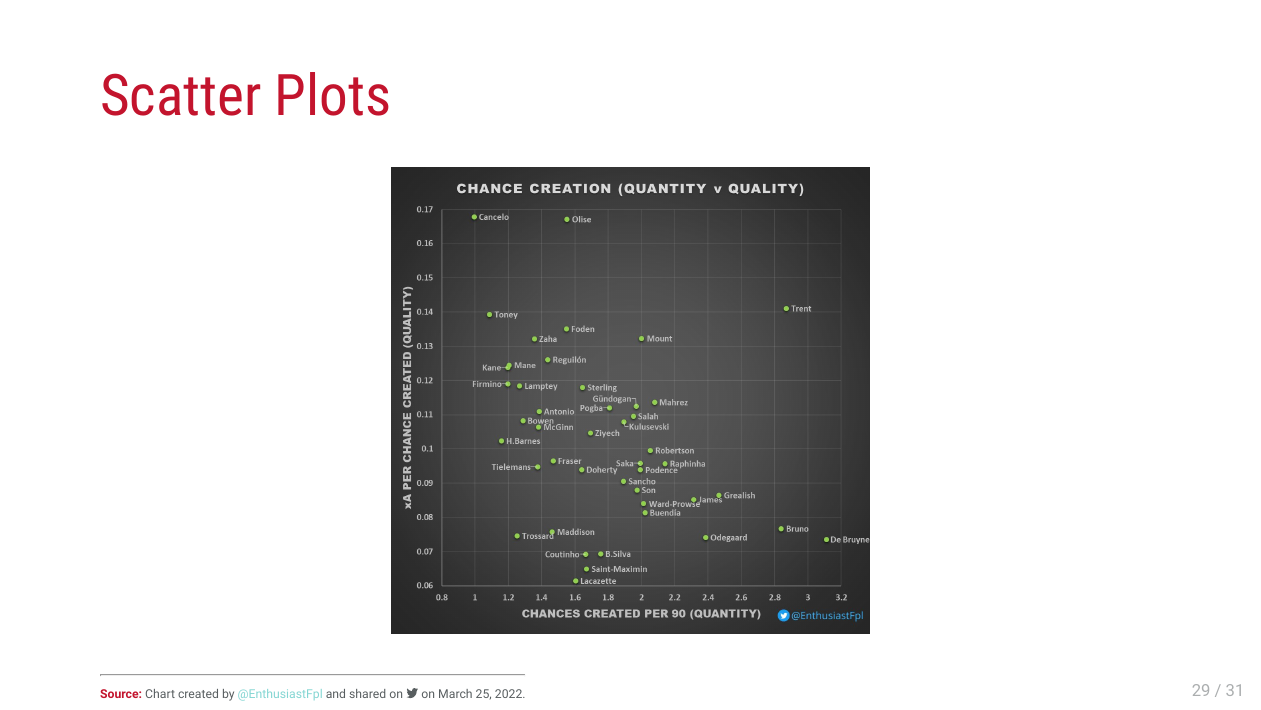 Scatter Plots
CHANCE CREATION (QUANTITY v QUALITY)
xA PER CHANCE CREATED (QUALITY)
0.17
0.16
0.15
0.14
0.13
0.12
0.11
0.1
0.09
0.08
0.07
0.06
Cancelo
Olise
Trent
Toney
Foden
Zaha
Mount
Reguilón
Kane
Mane
Firmino
Lamptey
Sterling
Gündogan
Mahrez
Pogba
Antonio
Salah
Bowen
Kulusevski
McGinn
Ziyech
H.Barnes
Robertson
Fraser
Saka
Raphinha
Tielemans
Doherty
Podence
Sancho
Son
Grealish
James
Ward-Prowse
Buendia
Bruno
Maddison
Trossard
Odegaard
De Bruyne
Coutinho
B.Silva
Saint-Maximin
Lacazette
0.8 1 1.2 1.4 1.6 1.8 2 2.2 2.4 2.6 2.8 3 3.2
CHANCES CREATED PER 90 (QUANTITY)
@EnthusiastFpl
Source: Chart created by @EnthusiastFpl and shared on on March 25, 2022.
29 / 31